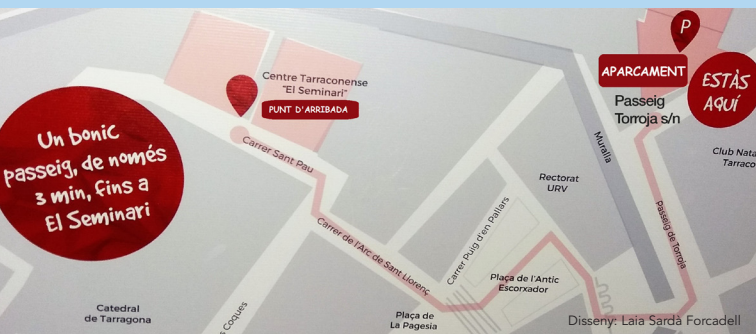 Un bonic
passeig, de només
3 min, fins a
El Seminari
Centre Tarraconense
"El Seminari"
PUNT D'ARRIBADA
Carrer Sant Pau
Carrer de l'Arc de Sant Llorenç
Catedral
de Tarragona
Coques
Plaça de
La Pagesia
Carrer Puig d'en Pallars
Plaça de l'Antic
Escorxador
Rectorat
URV
Muralla
P
APARCAMENT
Passeig
Torroja s/n
ESTÀS
AQUÍ
Club
Passeig de Torroja
Disseny: Laia Sardà Forcadell